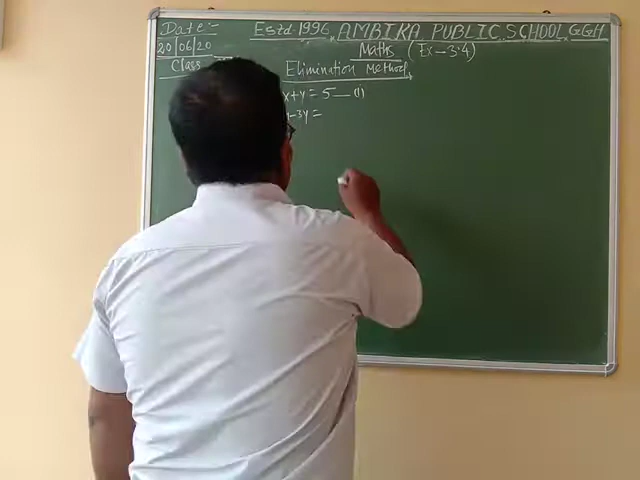 Date:-
Estd 1996, AMBIKA PUBLIC SCHOOL, GGH.
20/06/20
Maths (Ex-3.4)
Class
Elimination Method,
x+y = 5 — (i)
-3y =